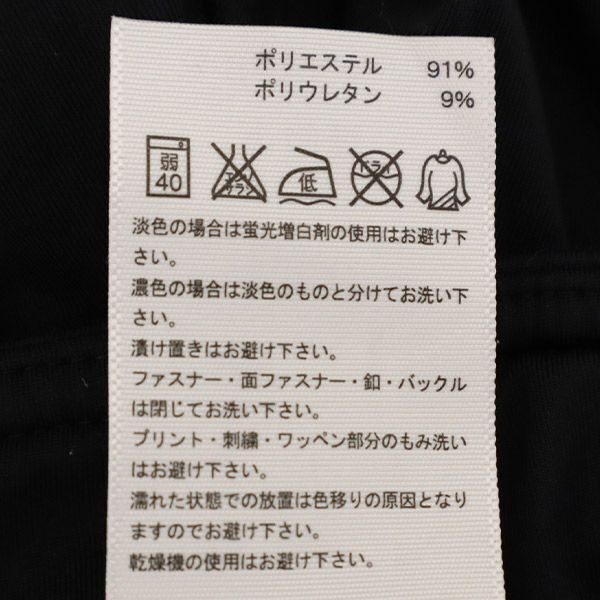 ポリエステル 91%
ポリウレタン 9%
弱 40 エンソ サラシ 低 ドライ
淡色の場合は蛍光増白剤の使用はお避け下
さい。
濃色の場合は淡色のものと分けてお洗い下
さい。
漬け置きはお避け下さい。
ファスナー・面ファスナー・釦・バックル
は閉じてお洗い下さい。
プリント・刺繍・ワッペン部分のもみ洗い
はお避け下さい。
濡れた状態での放置は色移りの原因となり
ますのでお避け下さい。
乾燥機の使用はお避け下さい。